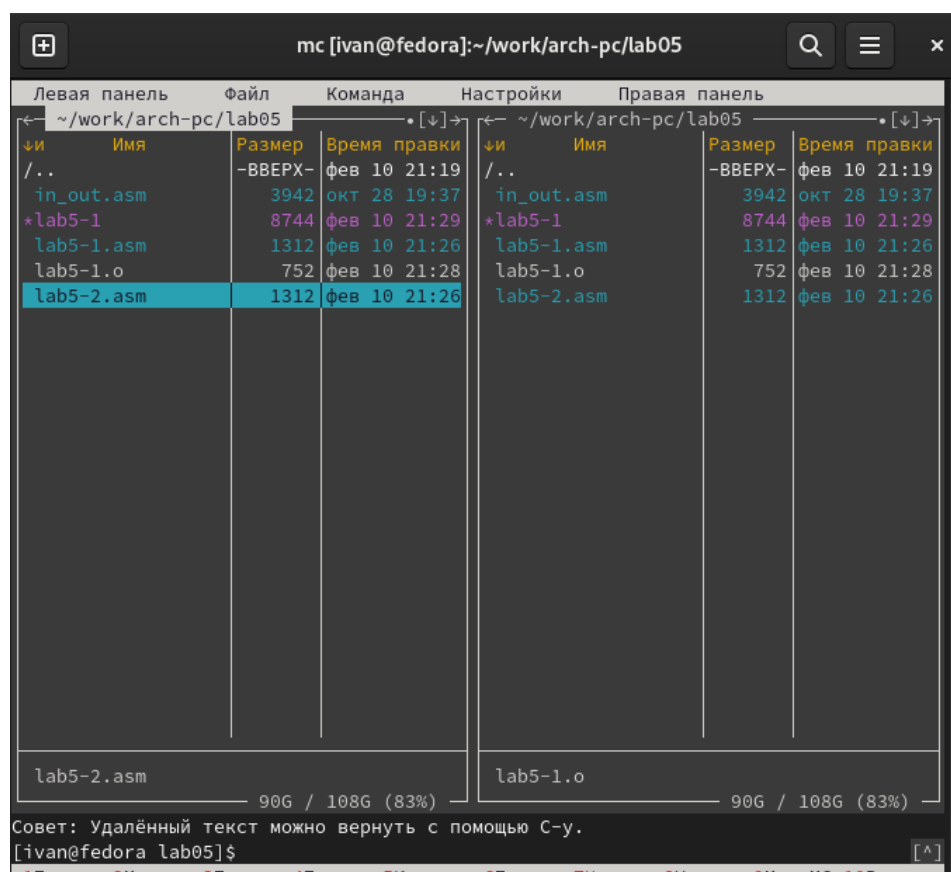 mc [ivan@fedora]:~/work/arch-pc/lab05
Левая панель Файл Команда Настройки Правая панель
~/work/arch-pc/lab05 [↓] ~/work/arch-pc/lab05 [↓]
↓и Имя Размер Время правки ↓и Имя Размер Время правки
/.. -ВВЕРХ- фев 10 21:19 /.. -ВВЕРХ- фев 10 21:19
in_out.asm 3942 окт 28 19:37 in_out.asm 3942 окт 28 19:37
*lab5-1 8744 фев 10 21:29 *lab5-1 8744 фев 10 21:29
lab5-1.asm 1312 фев 10 21:26 lab5-1.asm 1312 фев 10 21:26
lab5-1.o 752 фев 10 21:28 lab5-1.o 752 фев 10 21:28
lab5-2.asm 1312 фев 10 21:26 lab5-2.asm 1312 фев 10 21:26
lab5-2.asm lab5-1.o
90G / 108G (83%) 90G / 108G (83%)
Совет: Удалённый текст можно вернуть с помощью C-y.
[ivan@fedora lab05]$ [^]